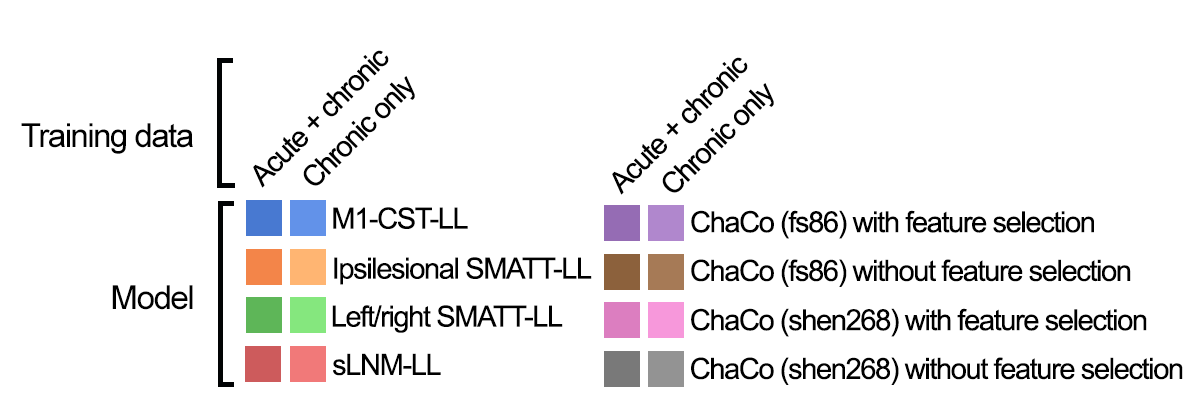 Training data
Acute + chronic
Chronic only
Acute + chronic
Chronic only
Model
M1-CST-LL
Ipsilesional SMATT-LL
Left/right SMATT-LL
sLNM-LL
ChaCo (fs86) with feature selection
ChaCo (fs86) without feature selection
ChaCo (shen268) with feature selection
ChaCo (shen268) without feature selection